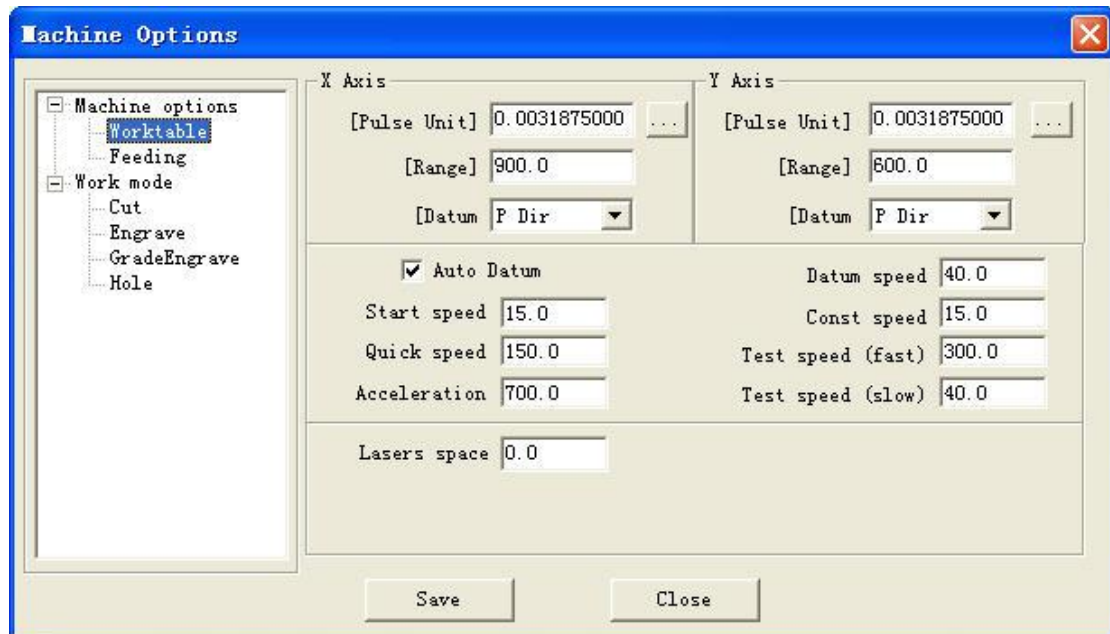 Machine Options
Machine options
Worktable
Feeding
Work mode
Cut
Engrave
GradeEngrave
Hole
X Axis
[Pulse Unit] 0.0031875000 ...
[Range] 900.0
[Datum P Dir
Y Axis
[Pulse Unit] 0.0031875000 ...
[Range] 600.0
[Datum P Dir
Auto Datum
Start speed 15.0
Quick speed 150.0
Acceleration 700.0
Datum speed 40.0
Const speed 15.0
Test speed (fast) 300.0
Test speed (slow) 40.0
Lasers space 0.0
Save
Close